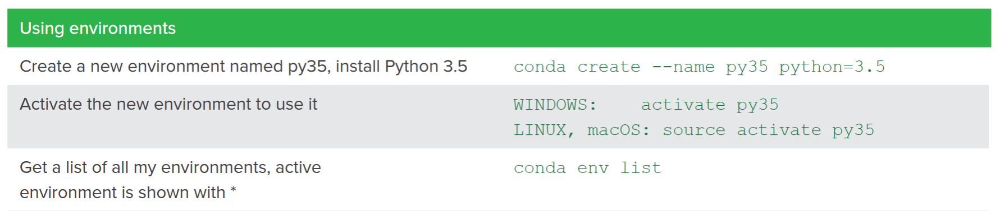 Using environments
Create a new environment named py35, install Python 3.5
conda create --name py35 python=3.5
Activate the new environment to use it
WINDOWS: activate py35
LINUX, macOS: source activate py35
Get a list of all my environments, active
environment is shown with *
conda env list